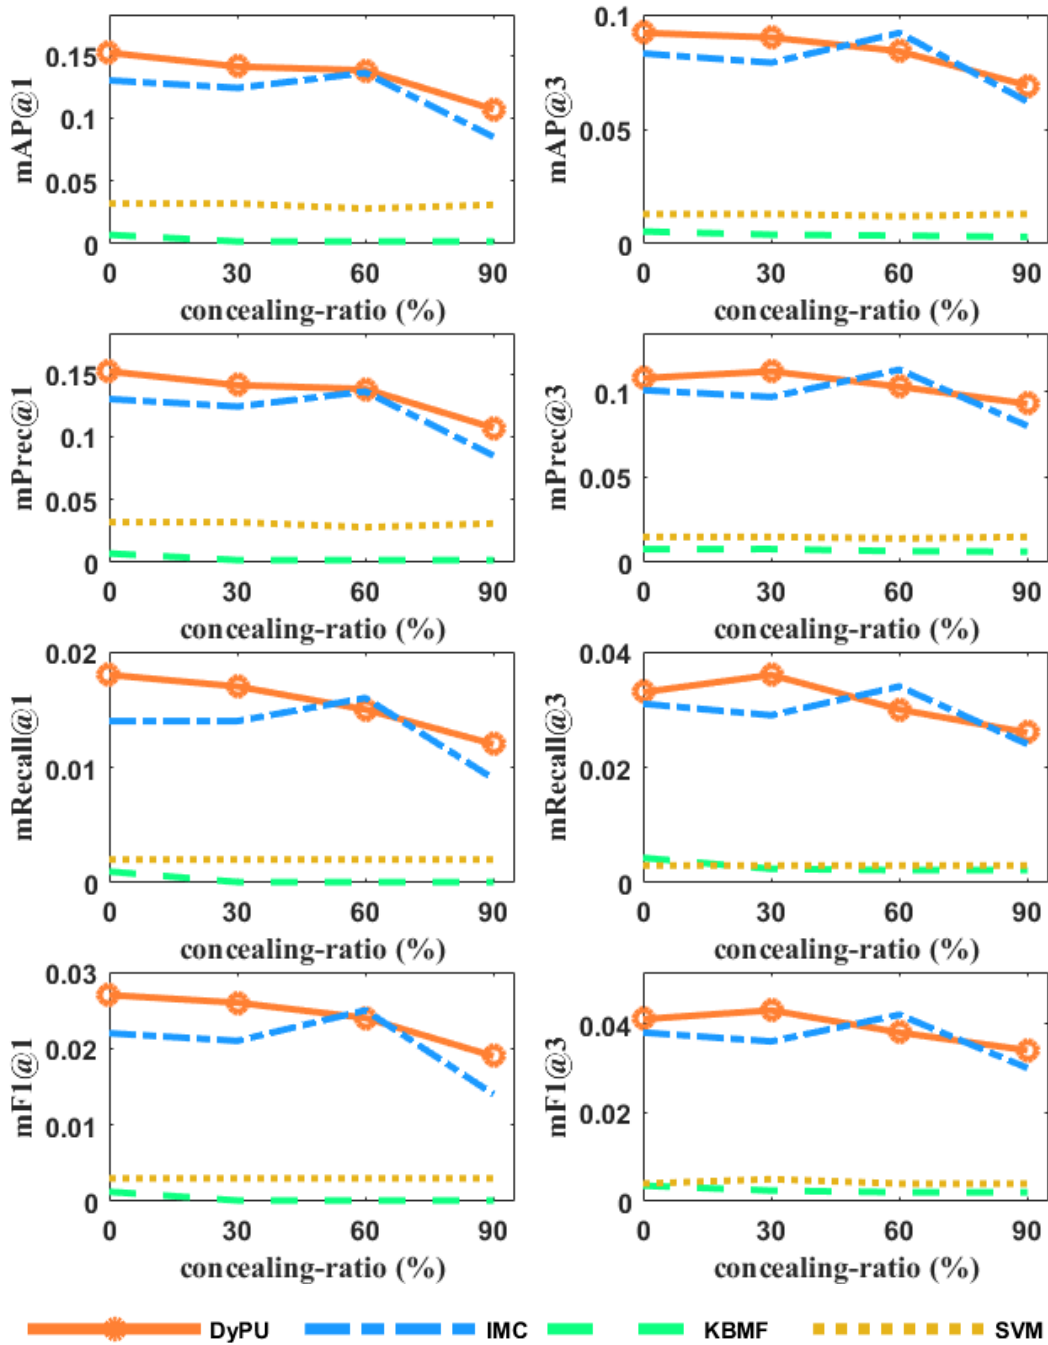 mAP@1
0.15
0.1
0.05
0
0 30 60 90
concealing-ratio (%)
mAP@3
0.1
0.05
0
0 30 60 90
concealing-ratio (%)
mPrec@1
0.15
0.1
0.05
0
0 30 60 90
concealing-ratio (%)
mPrec@3
0.1
0.05
0
0 30 60 90
concealing-ratio (%)
mRecall@1
0.02
0.01
0
0 30 60 90
concealing-ratio (%)
mRecall@3
0.04
0.02
0
0 30 60 90
concealing-ratio (%)
mF1@1
0.03
0.02
0.01
0
0 30 60 90
concealing-ratio (%)
mF1@3
0.04
0.02
0
0 30 60 90
concealing-ratio (%)
DyPU IMC KBMF SVM